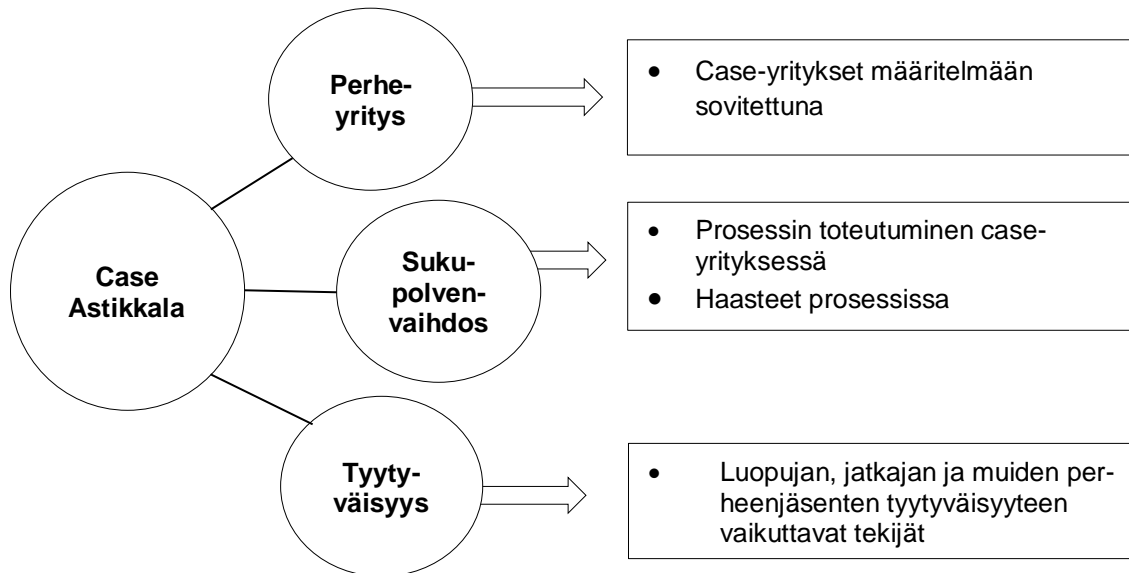 Perhe-
yritys
Case-yritykset määritelmään
sovitettuna
Case
Astikkala
Suku-
polven-
vaihdos
Prosessin toteutuminen case-
yrityksessä
Haasteet prosessissa
Tyyty-
väisyys
Luopujan, jatkajan ja muiden per-
heenjäsenten tyytyväisyyteen
vaikuttavat tekijät